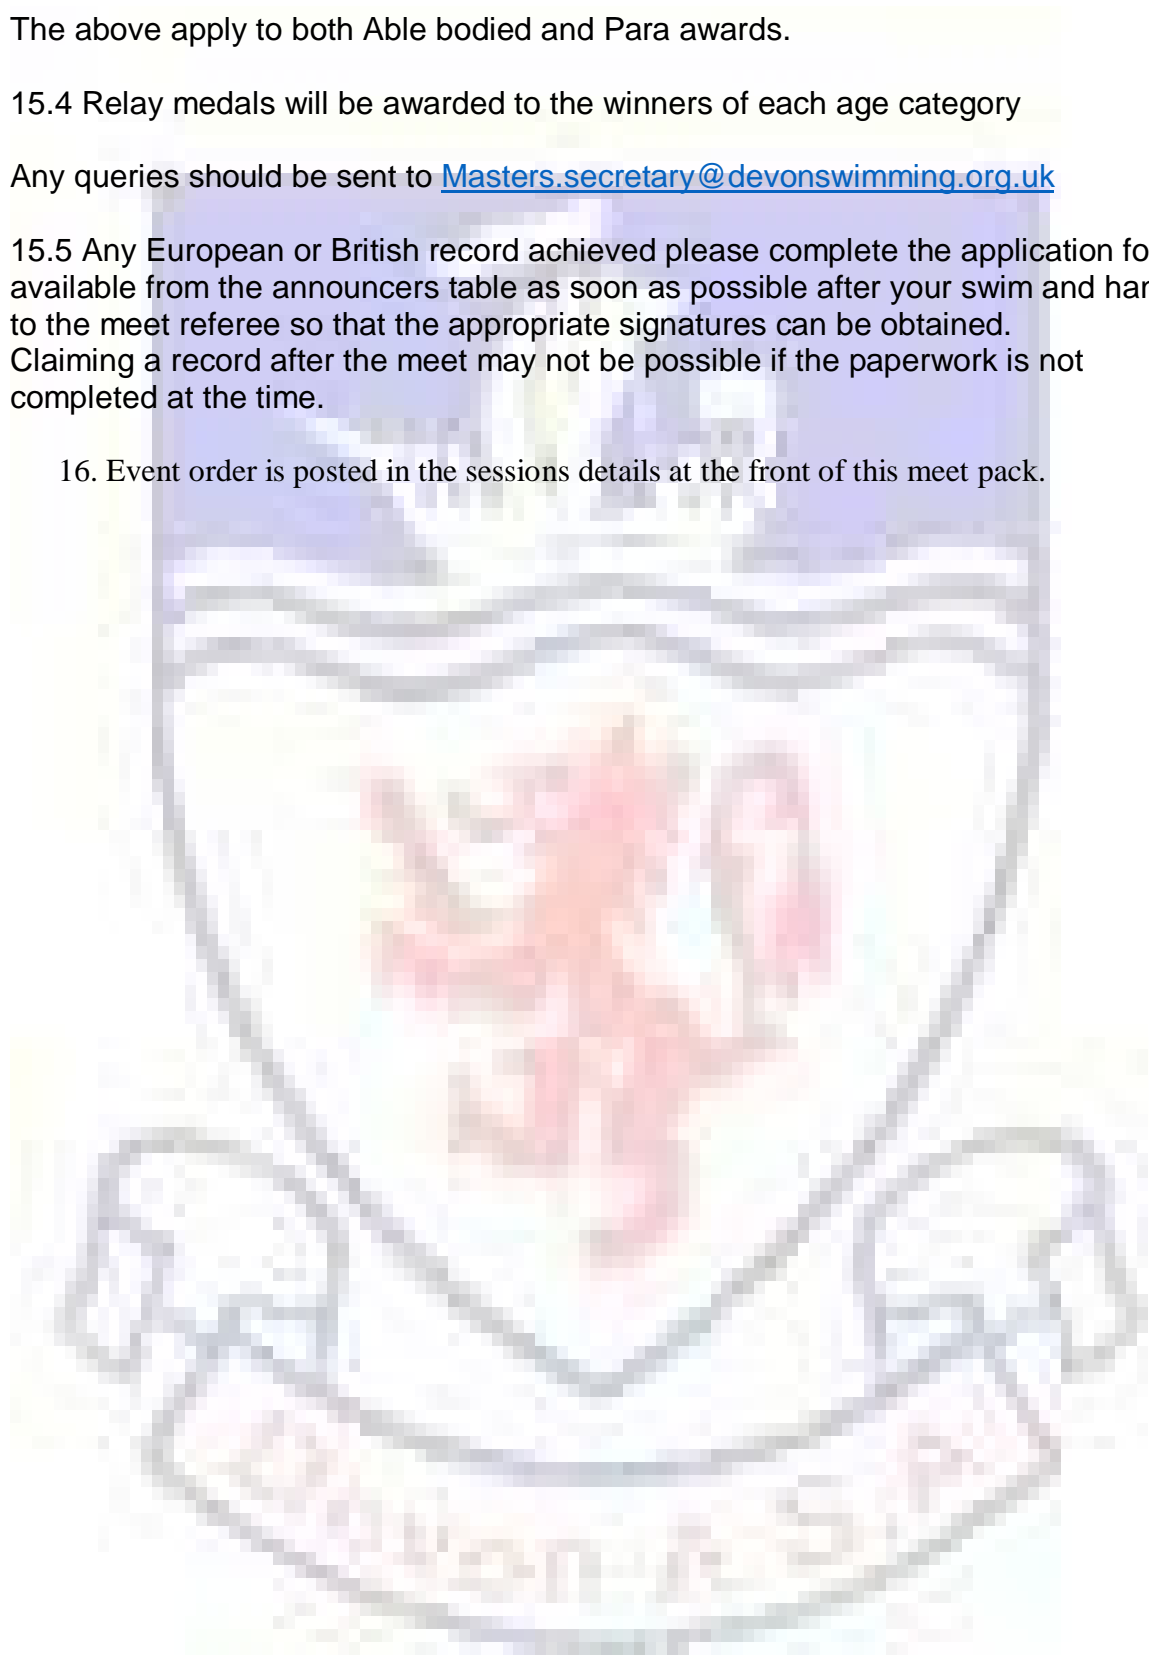 The above apply to both Able bodied and Para awards.
15.4 Relay medals will be awarded to the winners of each age category
Any queries should be sent to Masters.secretary@devonswimming.org.uk
15.5 Any European or British record achieved please complete the application fo
available from the announcers table as soon as possible after your swim and har
to the meet referee so that the appropriate signatures can be obtained.
Claiming a record after the meet may not be possible if the paperwork is not
completed at the time.
16. Event order is posted in the sessions details at the front of this meet pack.
Devon A S A